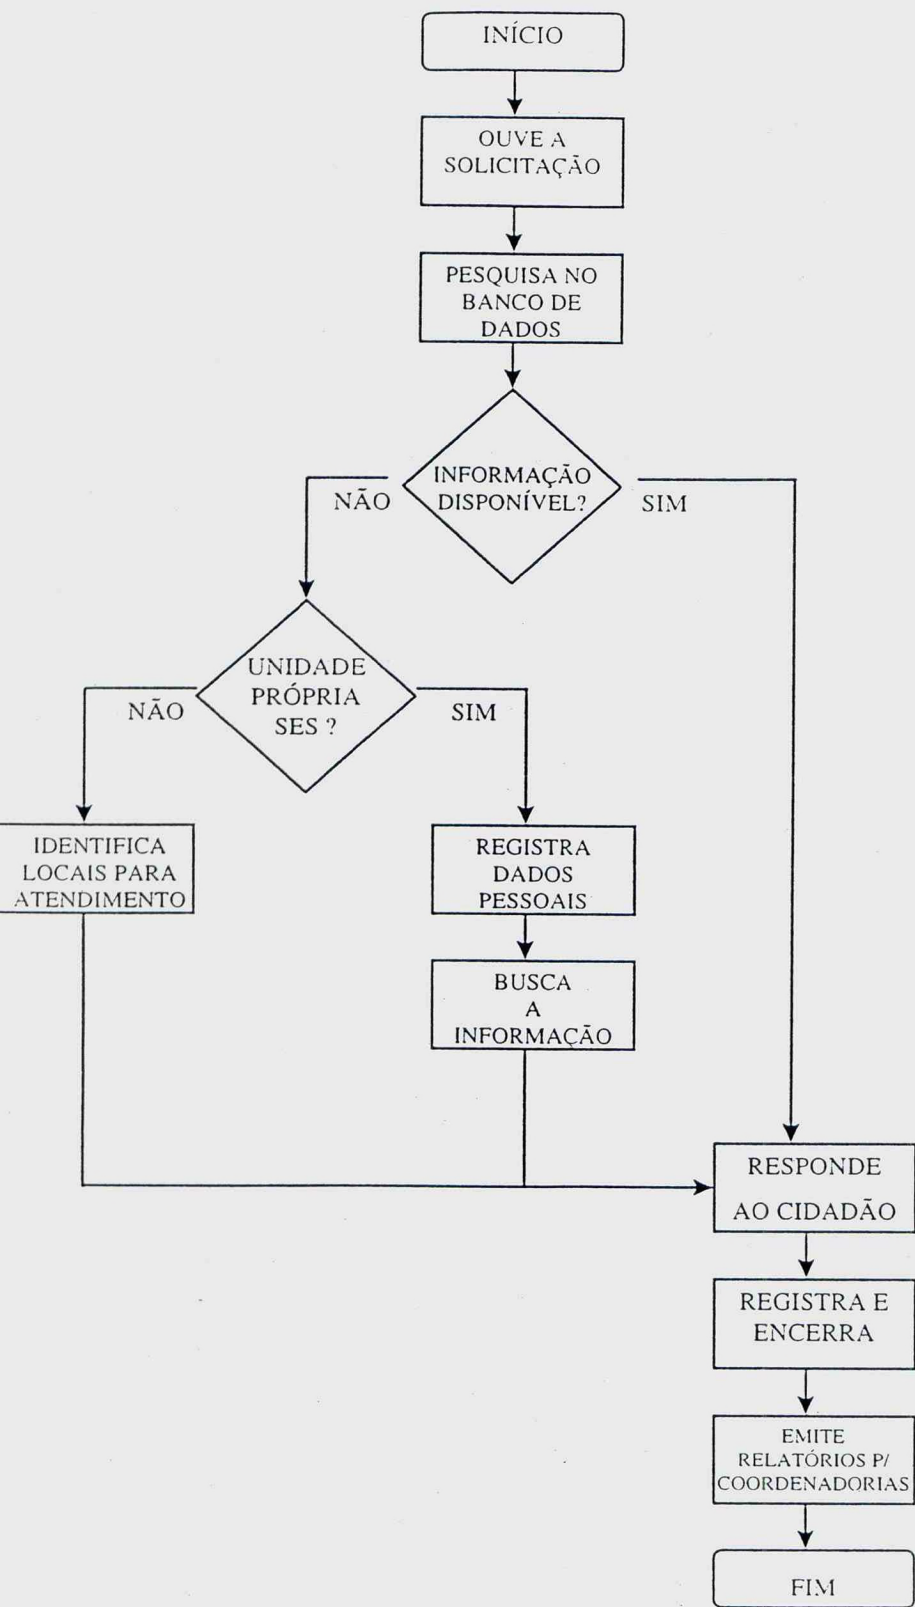 INÍCIO
OUVE A
SOLICITAÇÃO
PESQUISA NO
BANCO DE
DADOS
INFORMAÇÃO
DISPONÍVEL?
NÃO
SIM
UNIDADE
PRÓPRIA
SES ?
NÃO
SIM
IDENTIFICA
LOCAIS PARA
ATENDIMENTO
REGISTRA
DADOS
PESSOAIS
BUSCA
A
INFORMAÇÃO
RESPONDE
AO CIDADÃO
REGISTRA E
ENCERRA
EMITE
RELATÓRIOS P/
COORDENADORIAS
FIM